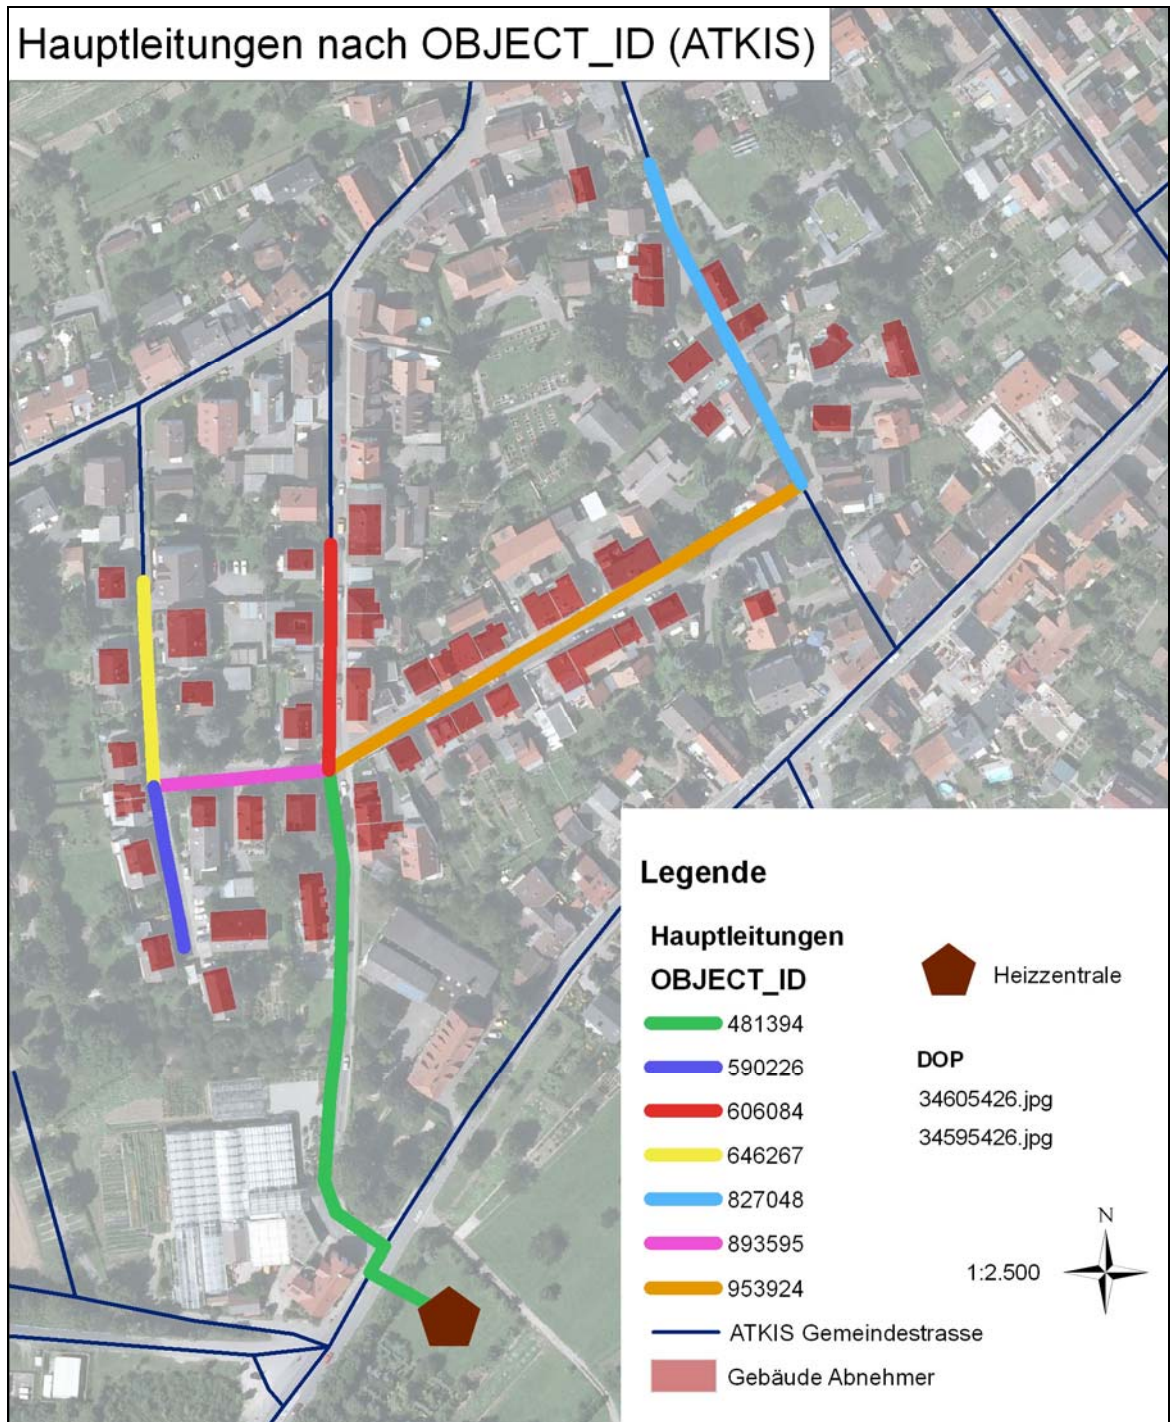 Hauptleitungen nach OBJECT_ID (ATKIS)
Legende
Hauptleitungen
OBJECT_ID
481394
590226
606084
646267
827048
893595
953924
ATKIS Gemeindestrasse
Gebäude Abnehmer
Heizzentrale
DOP
34605426.jpg
34595426.jpg
N
1:2.500